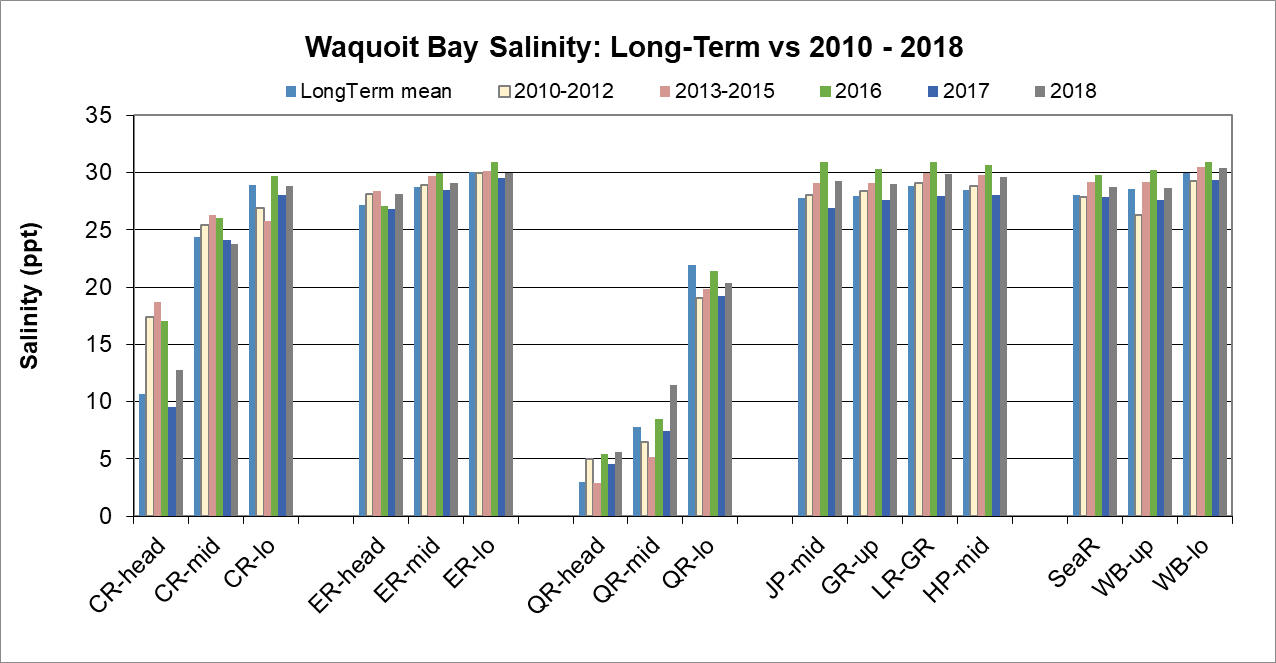 Waquoit Bay Salinity: Long-Term vs 2010 - 2018
LongTerm mean 2010-2012 2013-2015 2016 2017 2018
35
30
25
20
15
10
5
0
Salinity (ppt)
CR-head CR-mid CR-lo ER-head ER-mid ER-lo QR-head QR-mid QR-lo JP-mid GR-up LR-GR HP-mid SeaR WB-up WB-lo